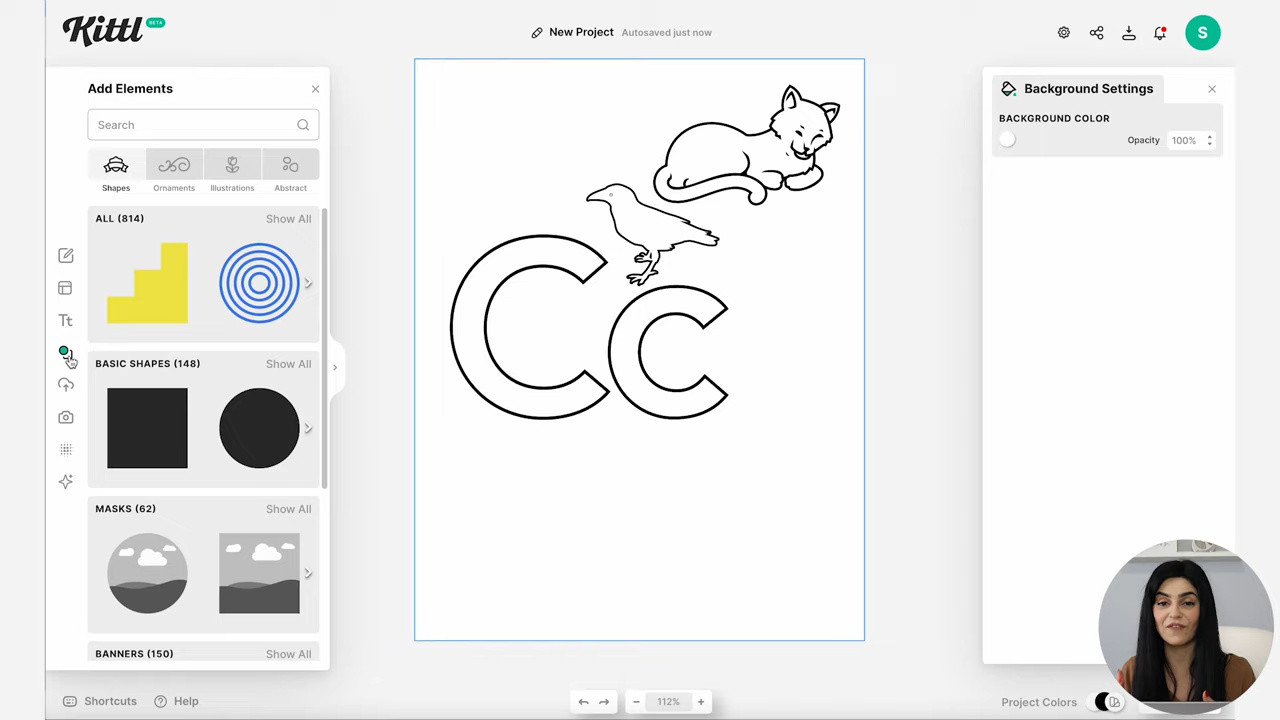 Kittl BETA
New Project Autosaved just now
S
Add Elements
Search
Shapes Ornaments Illustrations Abstract
ALL (814) Show All
BASIC SHAPES (148) Show All
MASKS (62) Show All
BANNERS (150) Show All
Tt
Cc
Background Settings
BACKGROUND COLOR
Opacity 100%
Shortcuts Help
112%
Project Colors